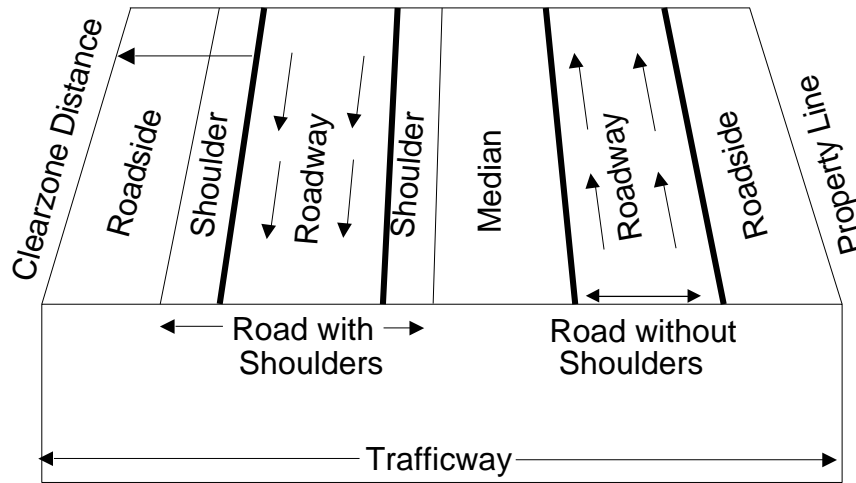 Clearzone Distance
Roadside
Shoulder
Roadway
Shoulder
Median
Roadway
Roadside
Property Line
Road with
Shoulders
Road without
Shoulders
Trafficway